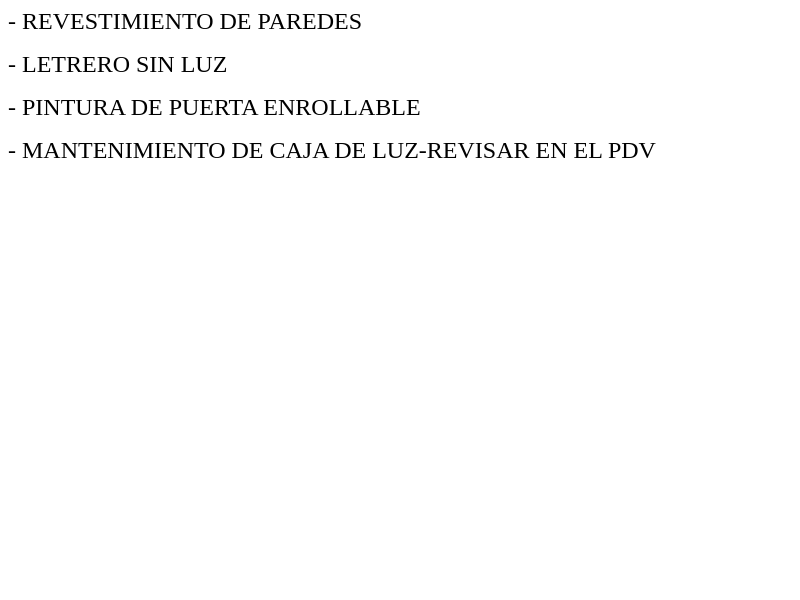 - REVESTIMIENTO DE PAREDES
- LETRERO SIN LUZ
- PINTURA DE PUERTA ENROLLABLE
- MANTENIMIENTO DE CAJA DE LUZ-REVISAR EN EL PDV